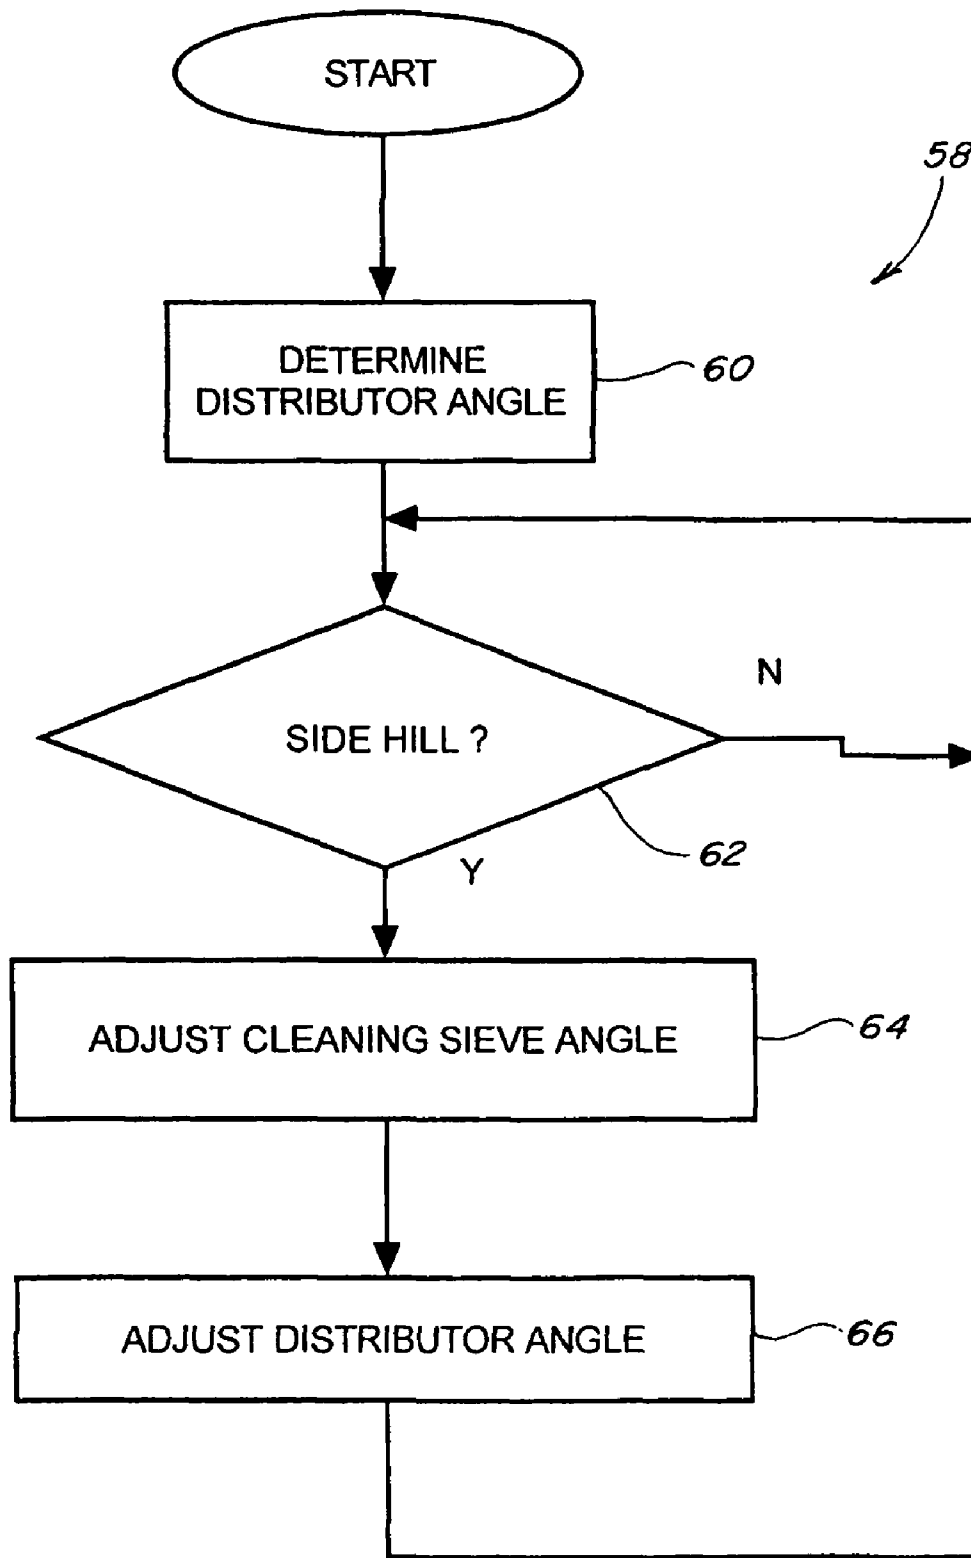 START
58
DETERMINE
DISTRIBUTOR ANGLE
60
N
SIDE HILL ?
62
Y
ADJUST CLEANING SIEVE ANGLE
64
ADJUST DISTRIBUTOR ANGLE
66